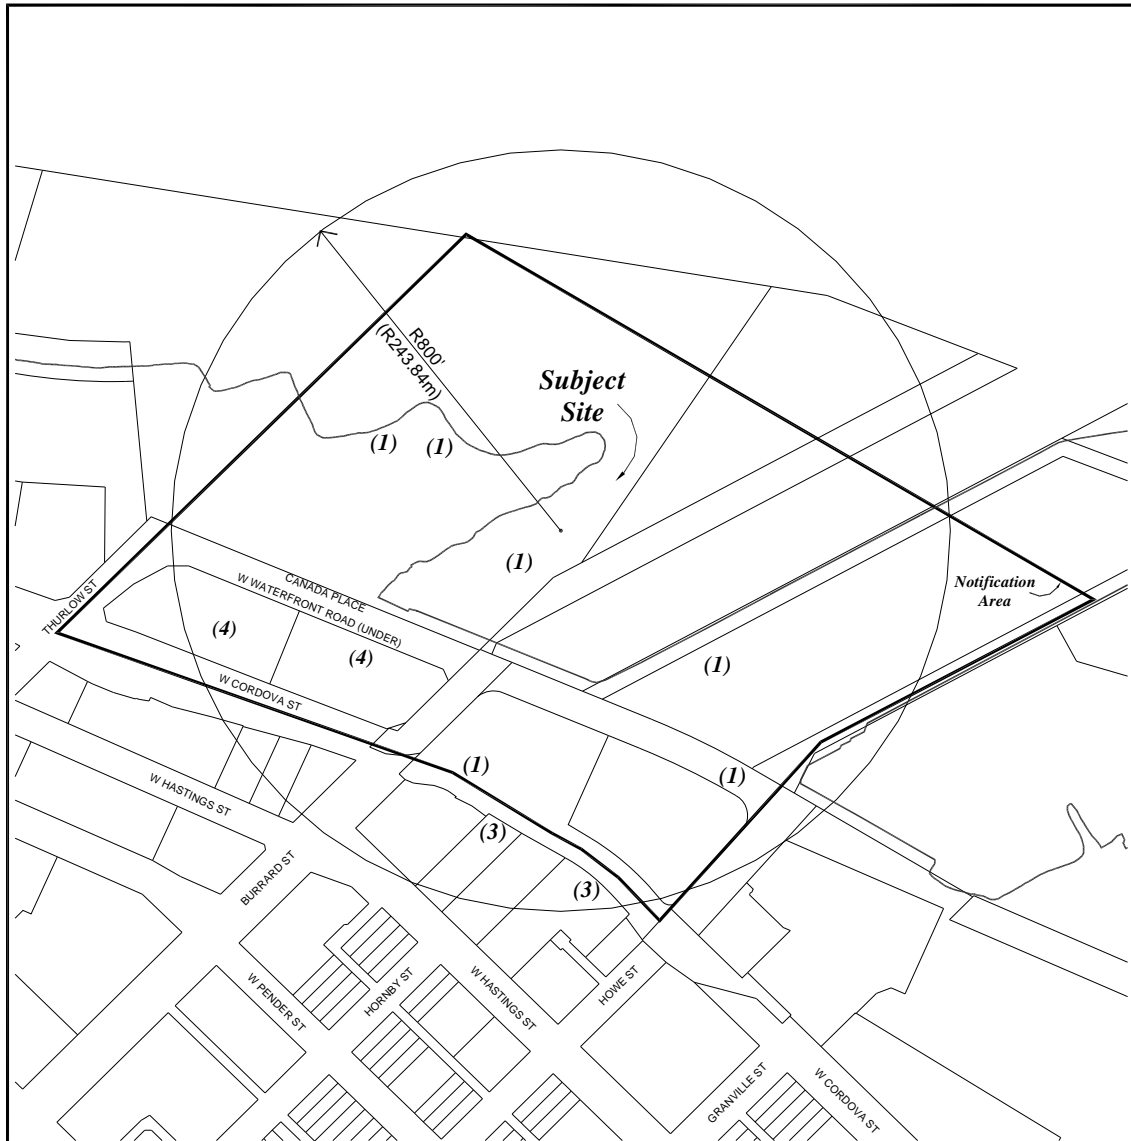 R800'
(R243.84m)
Subject
Site
(1)
(1)
(1)
Notification
Area
CANADA PLACE
W WATERFRONT ROAD (UNDER)
THURLOW ST
(4)
(4)
(1)
W CORDOVA ST
(1)
(1)
W HASTINGS ST
(3)
(3)
BURRARD ST
W PENDER ST
HORNBY ST
W HASTINGS ST
HOWE ST
GRANVILLE ST
W CORDOVA ST